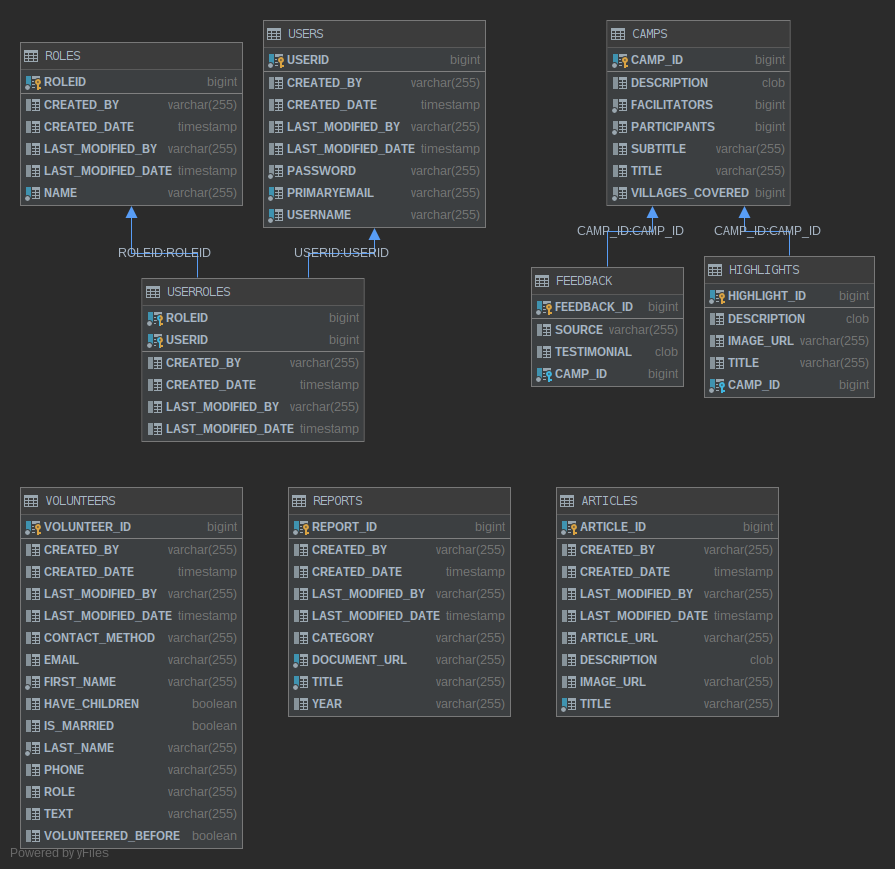 ROLES
ROLEID bigint
CREATED_BY varchar(255)
CREATED_DATE timestamp
LAST_MODIFIED_BY varchar(255)
LAST_MODIFIED_DATE timestamp
NAME varchar(255)
USERS
USERID bigint
CREATED_BY varchar(255)
CREATED_DATE timestamp
LAST_MODIFIED_BY varchar(255)
LAST_MODIFIED_DATE timestamp
PASSWORD varchar(255)
PRIMARYEMAIL varchar(255)
USERNAME varchar(255)
CAMPS
CAMP_ID bigint
DESCRIPTION clob
FACILITATORS bigint
PARTICIPANTS bigint
SUBTITLE varchar(255)
TITLE varchar(255)
VILLAGES_COVERED bigint
ROLEID:ROLEID
USERID:USERID
CAMP_ID:CAMP_ID
CAMP_ID:CAMP_ID
USERROLES
ROLEID bigint
USERID bigint
CREATED_BY varchar(255)
CREATED_DATE timestamp
LAST_MODIFIED_BY varchar(255)
LAST_MODIFIED_DATE timestamp
FEEDBACK
FEEDBACK_ID bigint
SOURCE varchar(255)
TESTIMONIAL clob
CAMP_ID bigint
HIGHLIGHTS
HIGHLIGHT_ID bigint
DESCRIPTION clob
IMAGE_URL varchar(255)
TITLE varchar(255)
CAMP_ID bigint
VOLUNTEERS
VOLUNTEER_ID bigint
CREATED_BY varchar(255)
CREATED_DATE timestamp
LAST_MODIFIED_BY varchar(255)
LAST_MODIFIED_DATE timestamp
CONTACT_METHOD varchar(255)
EMAIL varchar(255)
FIRST_NAME varchar(255)
HAVE_CHILDREN boolean
IS_MARRIED boolean
LAST_NAME varchar(255)
PHONE varchar(255)
ROLE varchar(255)
TEXT varchar(255)
VOLUNTEERED_BEFORE boolean
REPORTS
REPORT_ID bigint
CREATED_BY varchar(255)
CREATED_DATE timestamp
LAST_MODIFIED_BY varchar(255)
LAST_MODIFIED_DATE timestamp
CATEGORY varchar(255)
DOCUMENT_URL varchar(255)
TITLE varchar(255)
YEAR varchar(255)
ARTICLES
ARTICLE_ID bigint
CREATED_BY varchar(255)
CREATED_DATE timestamp
LAST_MODIFIED_BY varchar(255)
LAST_MODIFIED_DATE timestamp
ARTICLE_URL varchar(255)
DESCRIPTION clob
IMAGE_URL varchar(255)
TITLE varchar(255)
Powered by yFiles